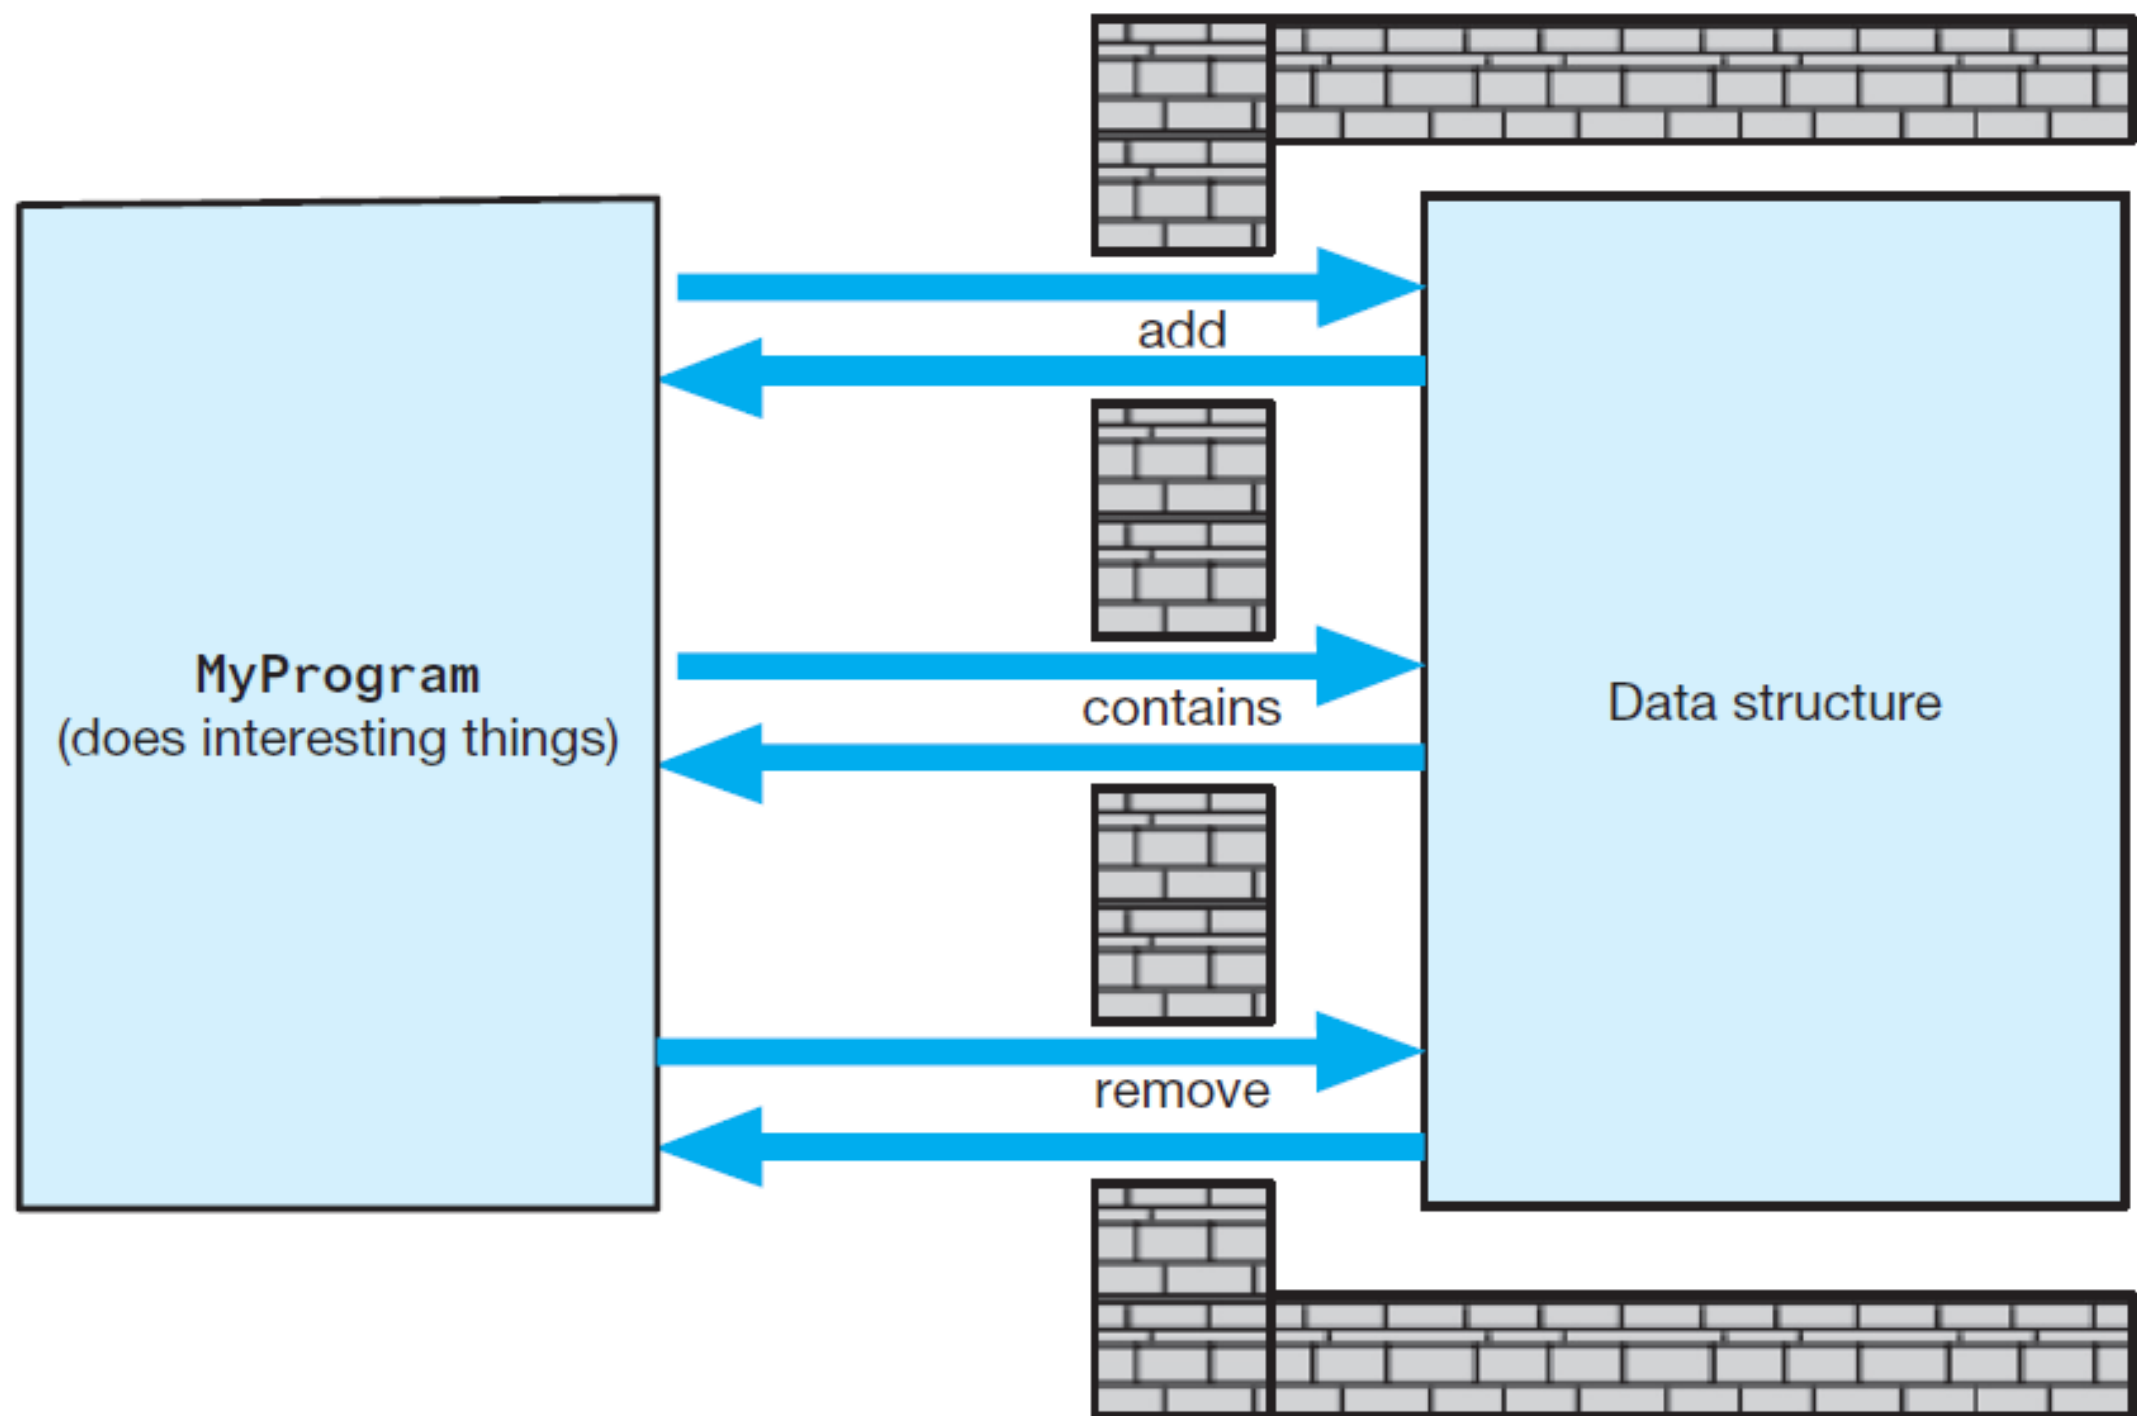 add
MyProgram
(does interesting things)
contains
Data structure
remove